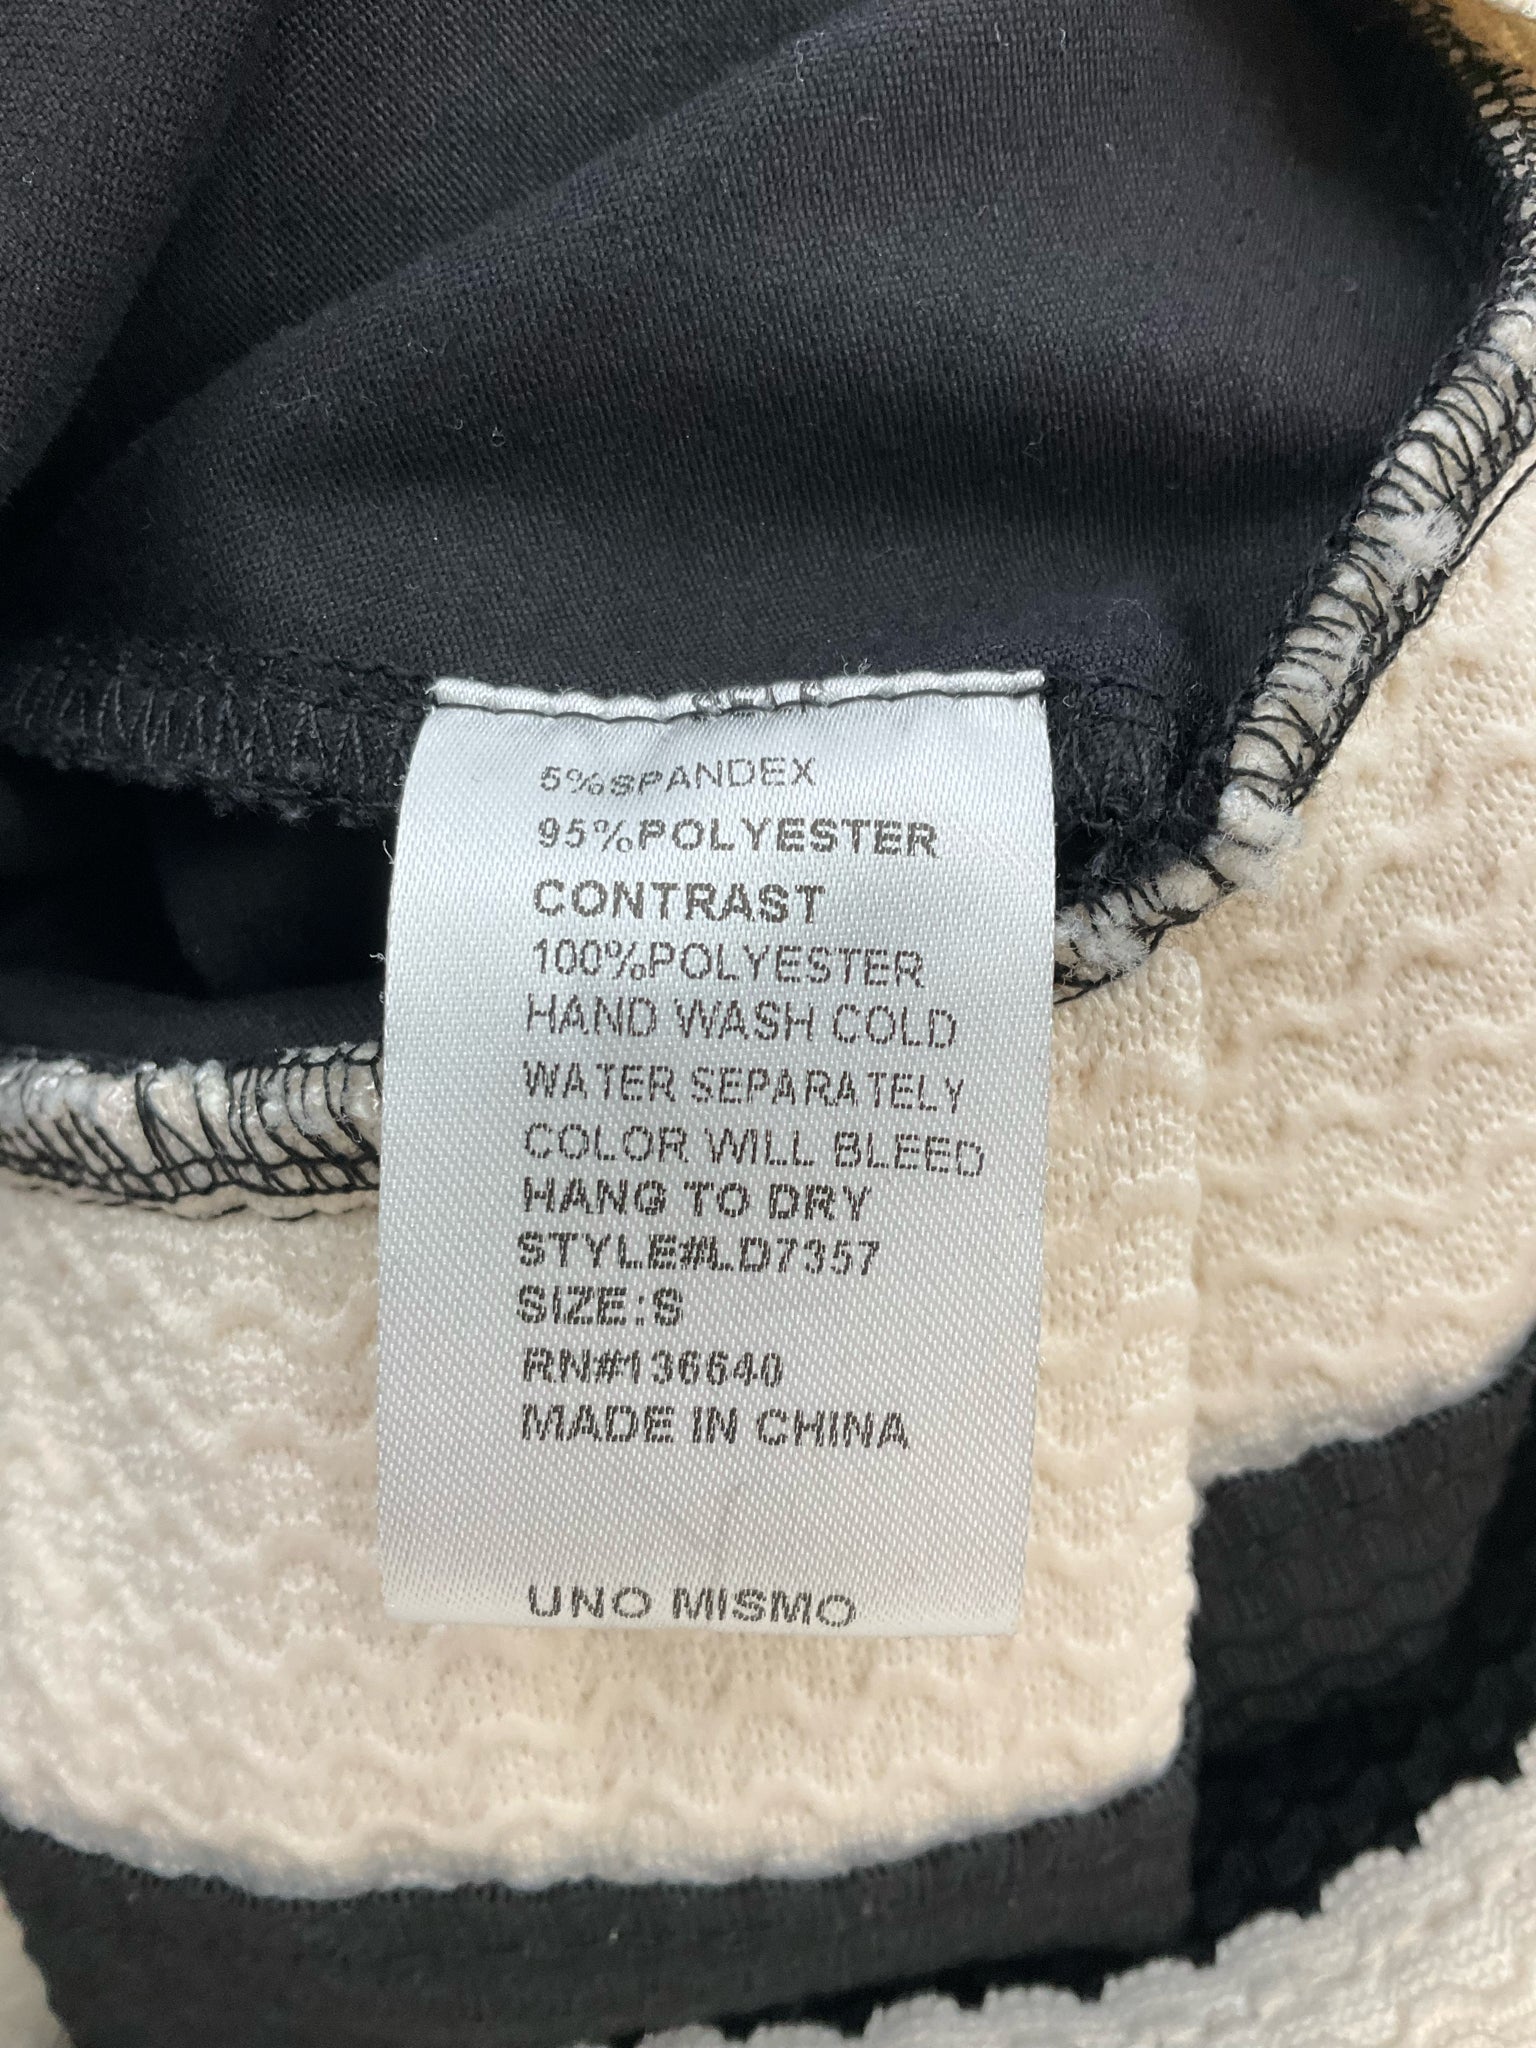 5%SPANDEX
95%POLYESTER
CONTRAST
100%POLYESTER
HAND WASH COLD
WATER SEPARATELY
COLOR WILL BLEED
HANG TO DRY
STYLE#LD7357
SIZE:S
RN#136640
MADE IN CHINA
UNO MISMO